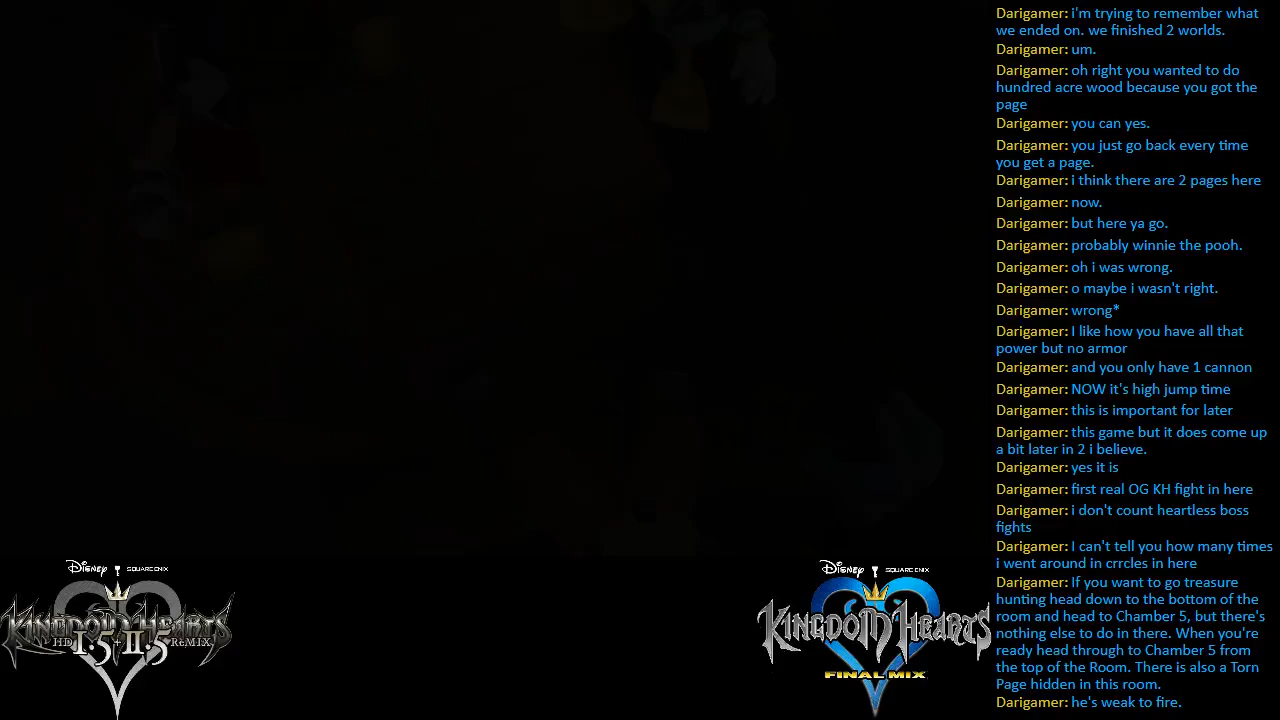 Darigamer: i'm trying to remember what
we ended on. we finished 2 worlds.
Darigamer: um.
Darigamer: oh right you wanted to do
hundred acre wood because you got the
page
Darigamer: you can yes.
Darigamer: you just go back every time
you get a page.
Darigamer: i think there are 2 pages here
Darigamer: now.
Darigamer: but here ya go.
Darigamer: probably winnie the pooh.
Darigamer: oh i was wrong.
Darigamer: o maybe i wasn't right.
Darigamer: wrong*
Darigamer: I like how you have all that
power but no armor
Darigamer: and you only have 1 cannon
Darigamer: NOW it's high jump time
Darigamer: this is important for later
Darigamer: this game but it does come up
a bit later in 2 i believe.
Darigamer: yes it is
Darigamer: first real OG KH fight in here
Darigamer: i don't count heartless boss
fights
Darigamer: I can't tell you how many times
i went around in crrcles in here
Darigamer: If you want to go treasure
hunting head down to the bottom of the
room and head to Chamber 5, but there's
nothing else to do in there. When you're
ready head through to Chamber 5 from
the top of the Room. There is also a Torn
Page hidden in this room.
Darigamer: he's weak to fire.
Disney SQUARE ENIX
KINGDOM HEARTS
HD 1.5+II.5 ReMIX
Disney SQUARE ENIX
KINGDOM HEARTS
FINAL MIX